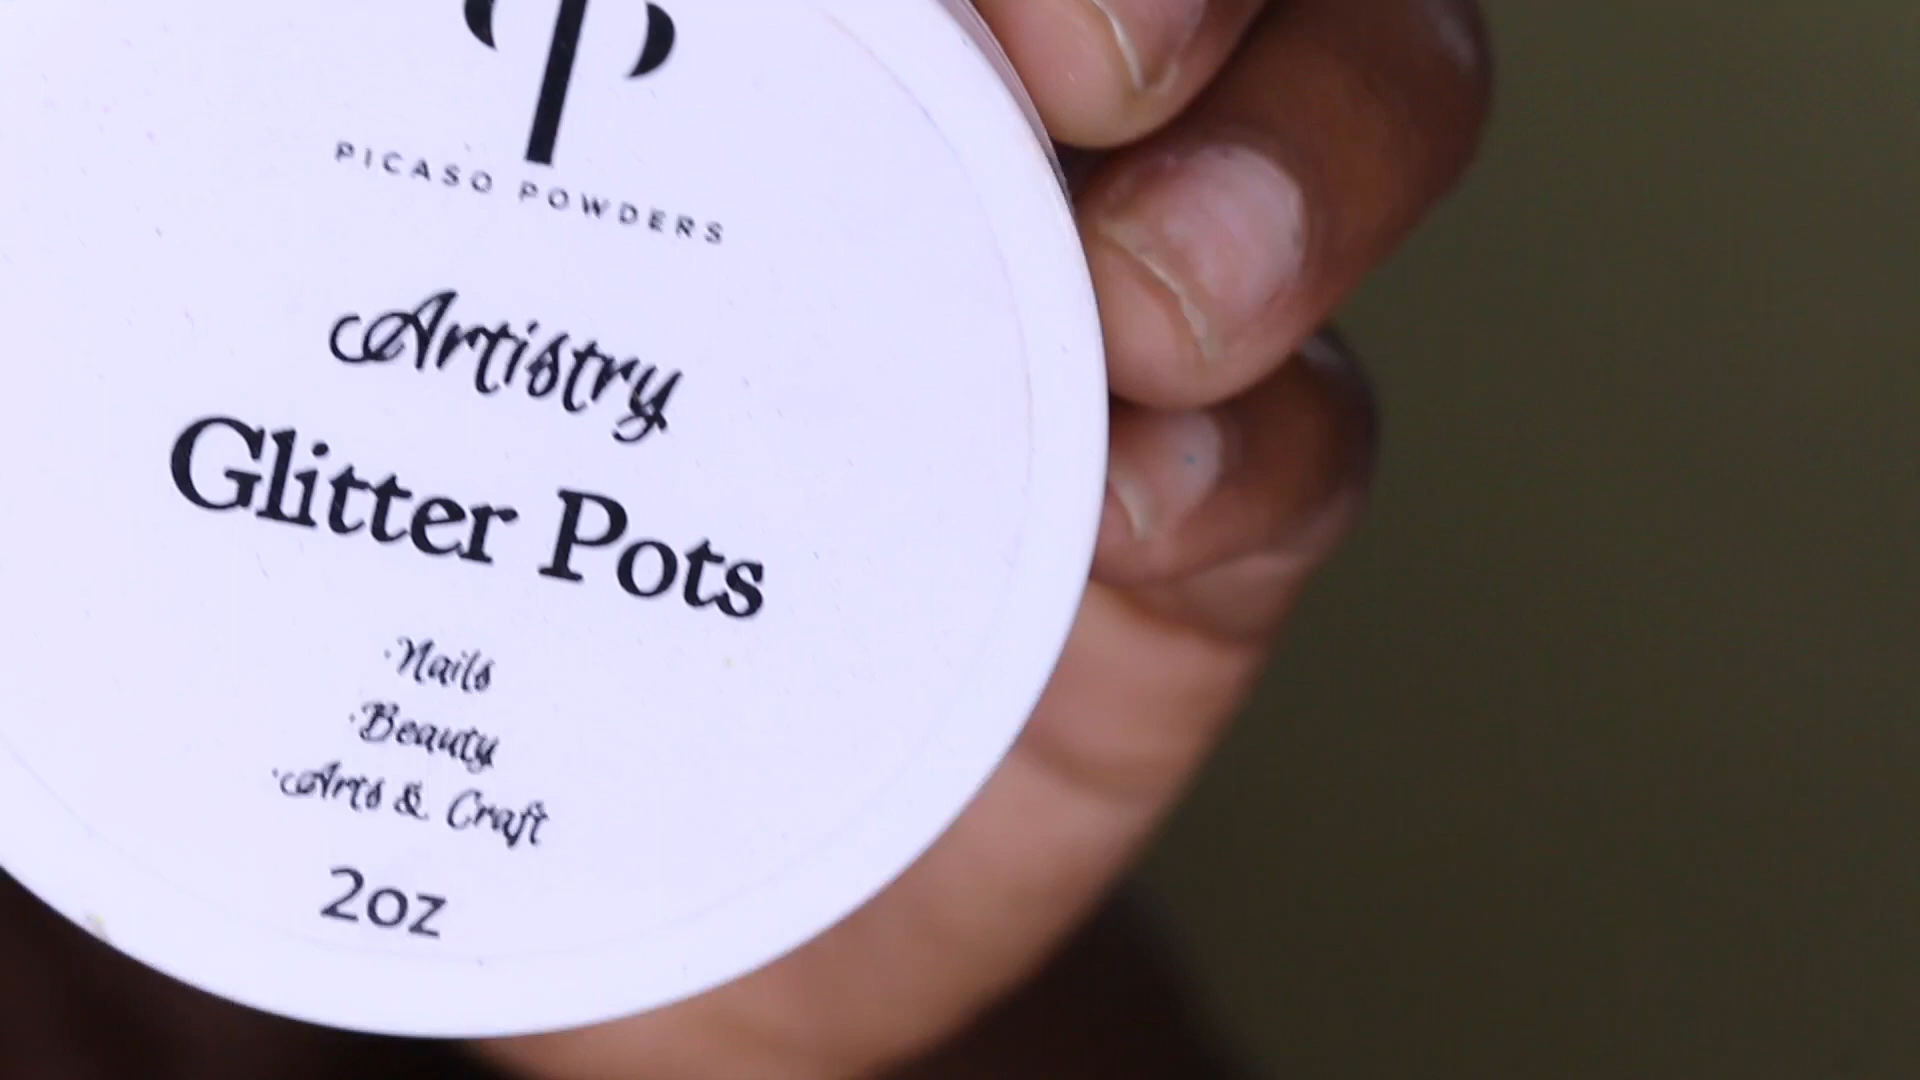 PICASO POWDERS
Artistry
Glitter Pots
·Nails
·Beauty
·Arts & Craft
2oz